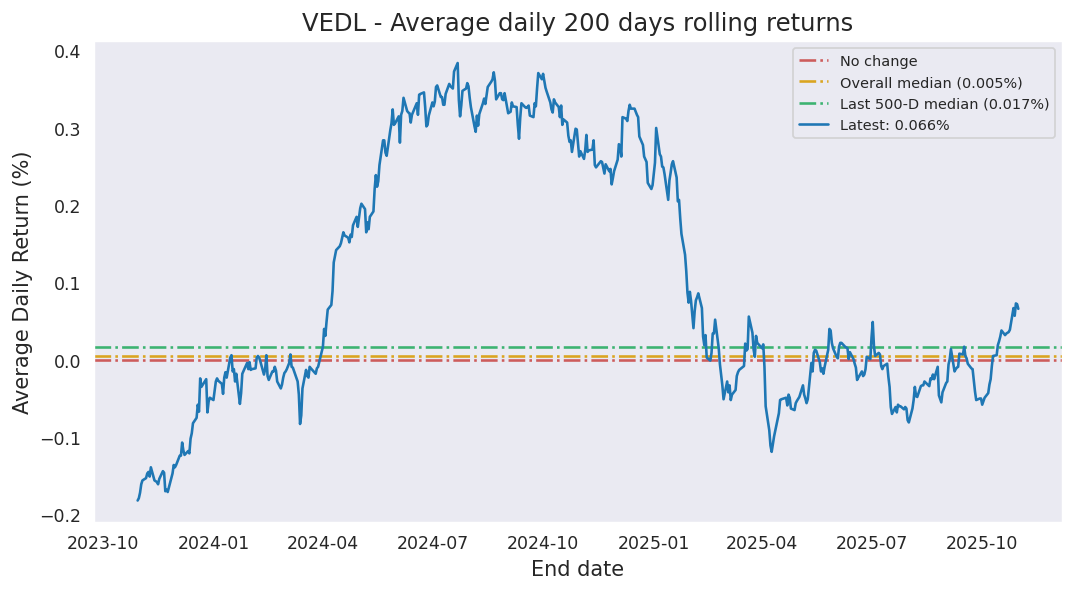 VEDL - Average daily 200 days rolling returns
Average Daily Return (%)
0.4
0.3
0.2
0.1
0.0
−0.1
−0.2
No change
Overall median (0.005%)
Last 500-D median (0.017%)
Latest: 0.066%
2023-10
2024-01
2024-04
2024-07
2024-10
2025-01
2025-04
2025-07
2025-10
End date